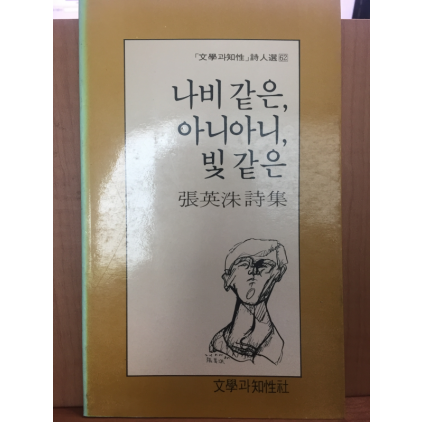 「文學과知性」詩人選 62
나비 같은,
아니아니,
빛 같은
張英洙詩集
文學과知性社